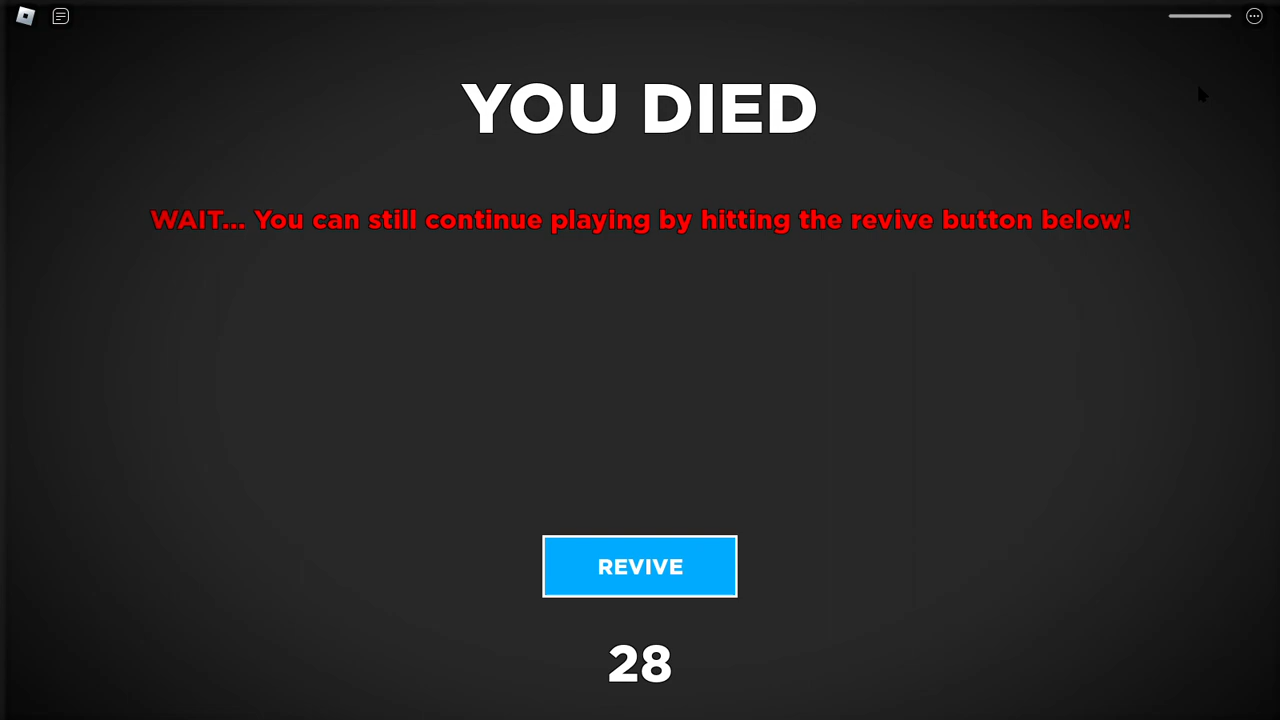 YOU DIED
WAIT... You can still continue playing by hitting the revive button below!
REVIVE
28